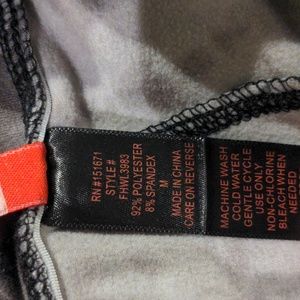 RN #151671
STYLE #
FHWL3983
92% POLYESTER
8% SPANDEX
M
MADE IN CHINA
CARE ON REVERSE
MACHINE WASH
COLD WATER
GENTLE CYCLE
USE ONLY
NON-CHLORINE
BLEACH WHEN
NEEDED